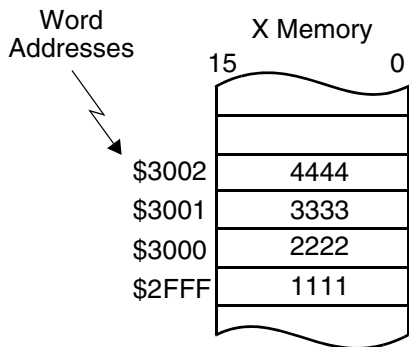 Word
Addresses
X Memory
15 0
$3002 4444
$3001 3333
$3000 2222
$2FFF 1111